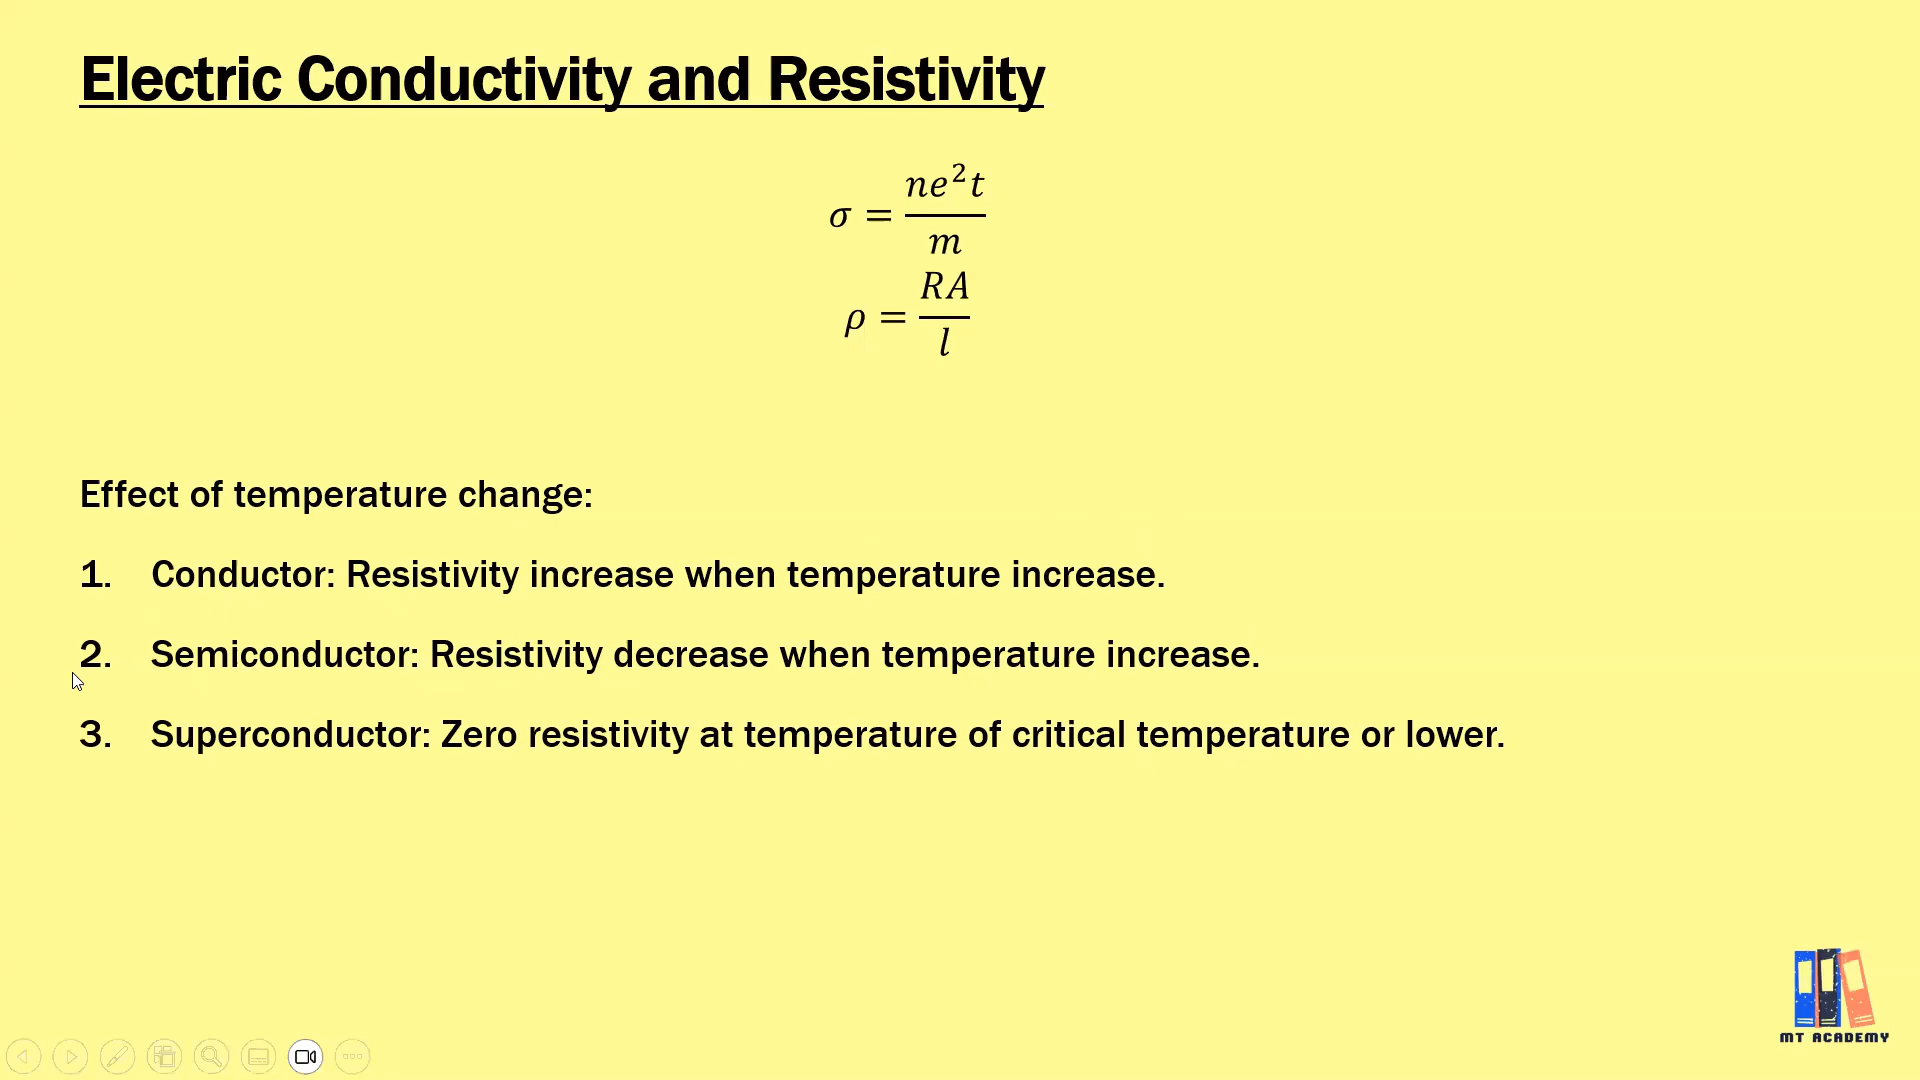 Electric Conductivity and Resistivity
σ = ne²t / m
ρ = RA / l
Effect of temperature change:
1. Conductor: Resistivity increase when temperature increase.
2. Semiconductor: Resistivity decrease when temperature increase.
3. Superconductor: Zero resistivity at temperature of critical temperature or lower.
MT ACADEMY